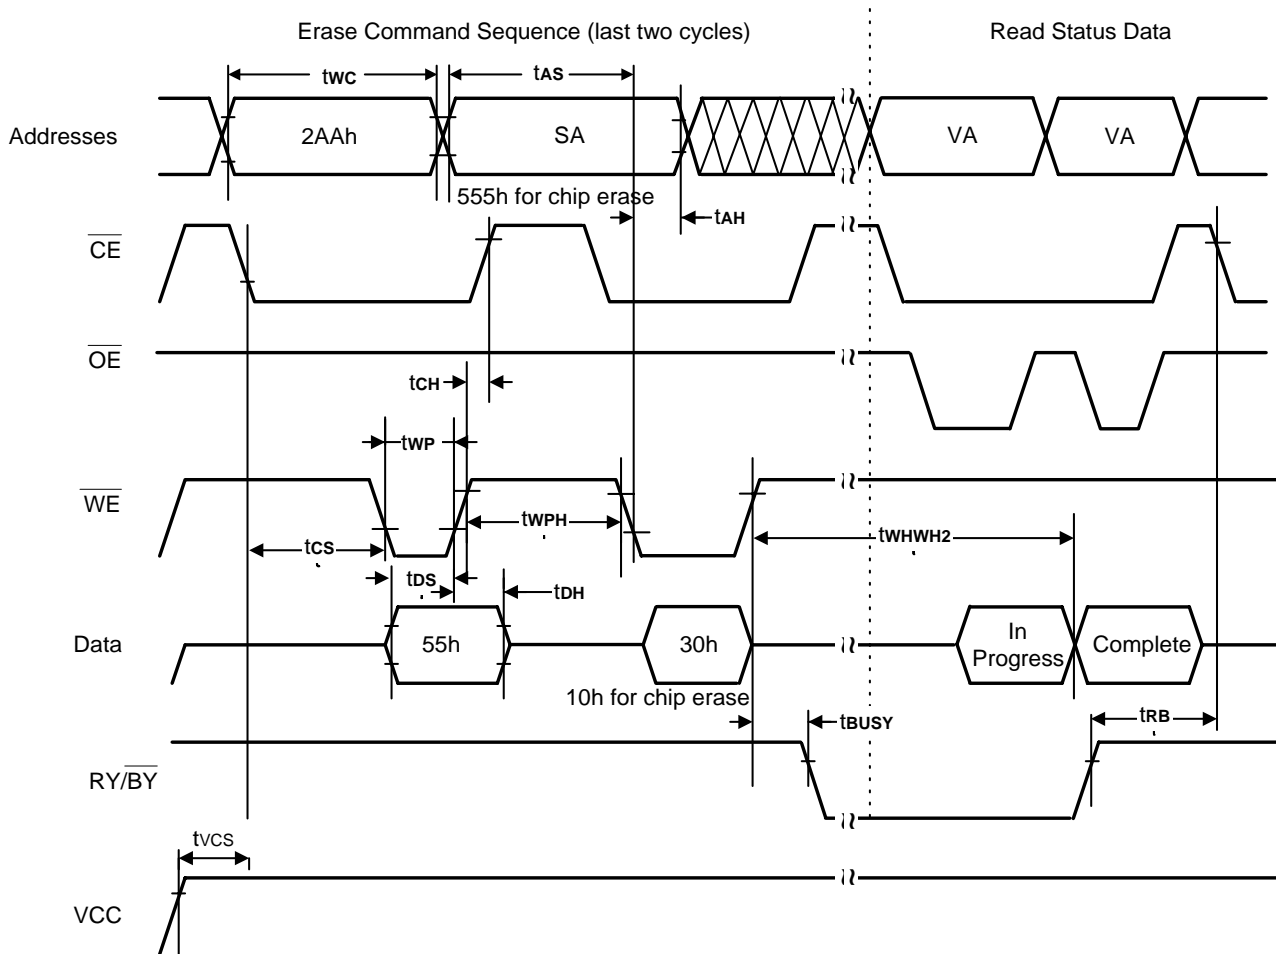 Erase Command Sequence (last two cycles)
Read Status Data
tWC
tAS
Addresses
2AAh
SA
VA
VA
555h for chip erase
tAH
CE
OE
tCH
tWP
WE
tWPH
tWHWH2
tCS
tDS
tDH
Data
55h
30h
In
Progress
Complete
10h for chip erase
tBUSY
tRB
RY/BY
tVCS
VCC